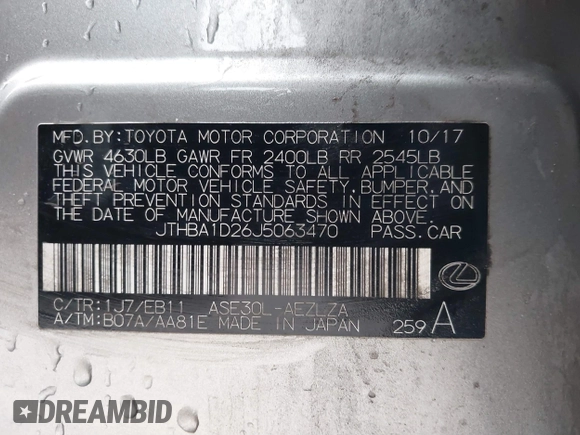 MFD.BY:TOYOTA MOTOR CORPORATION 10/17
GVWR 4630LB GAWR FR 2400LB RR 2545LB
THIS VEHICLE CONFORMS TO ALL APPLICABLE
FEDERAL MOTOR VEHICLE SAFETY,BUMPER,AND
THEFT PREVENTION STANDARDS IN EFFECT ON THE
DATE OF MANUFACTURE SHOWN ABOVE.
JTHBA1D26J5063470 PASS.CAR
C/TR:1J7/EB11 ASE30L-AEZLZA
A/TM:B07A/AA81E MADE IN JAPAN 259 A
DREAMBID